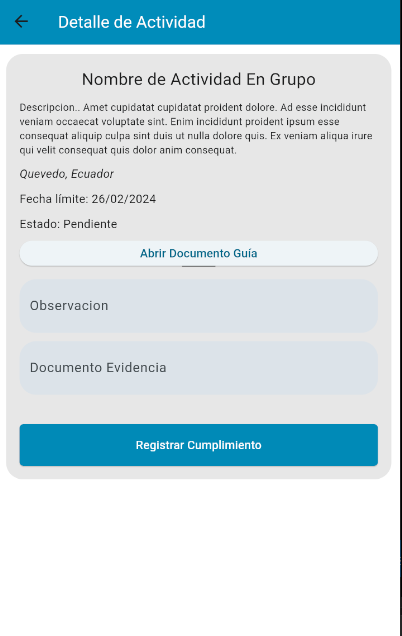 Detalle de Actividad
Nombre de Actividad En Grupo
Descripcion.. Amet cupidatat cupidatat proident dolore. Ad esse incididunt
veniam occaecat voluptate sint. Enim incididunt proident ipsum esse
consequat aliquip culpa sint duis ut nulla dolore quis. Ex veniam aliqua irure
qui velit consequat quis dolor anim consequat.
Quevedo, Ecuador
Fecha límite: 26/02/2024
Estado: Pendiente
Abrir Documento Guía
Observacion
Documento Evidencia
Registrar Cumplimiento